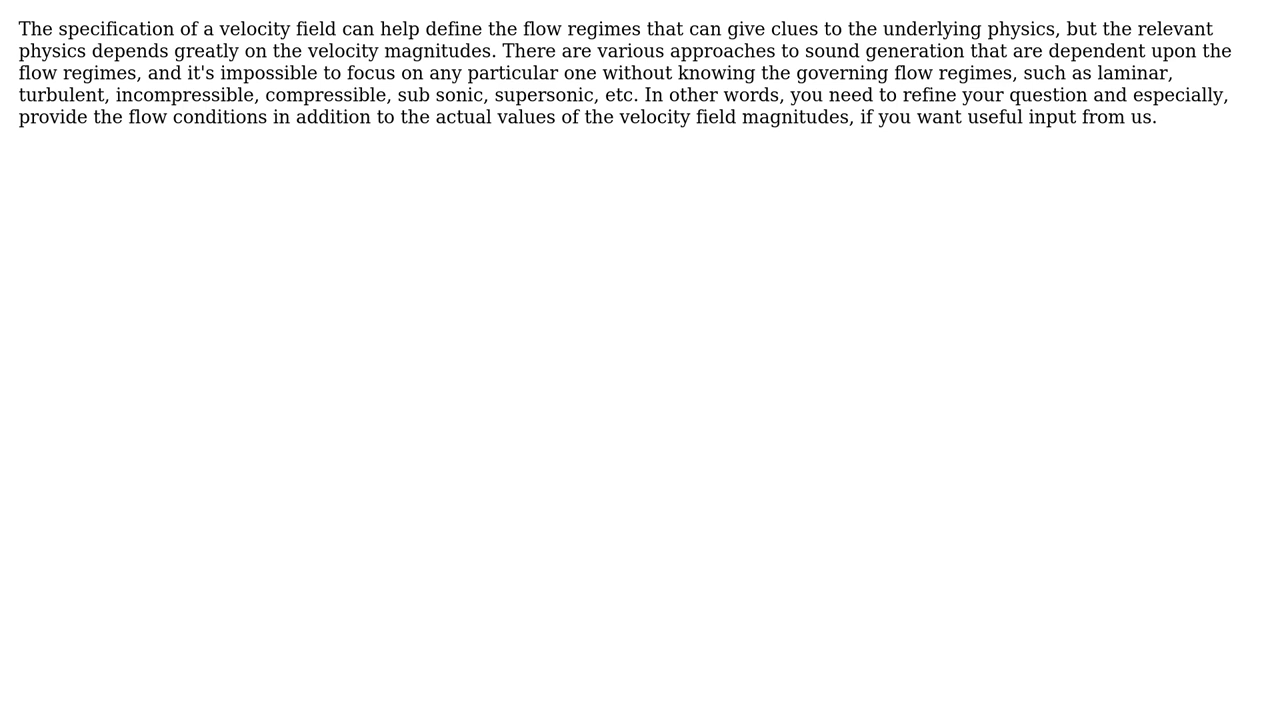 The specification of a velocity field can help define the flow regimes that can give clues to the underlying physics, but the relevant
physics depends greatly on the velocity magnitudes. There are various approaches to sound generation that are dependent upon the
flow regimes, and it's impossible to focus on any particular one without knowing the governing flow regimes, such as laminar,
turbulent, incompressible, compressible, sub sonic, supersonic, etc. In other words, you need to refine your question and especially,
provide the flow conditions in addition to the actual values of the velocity field magnitudes, if you want useful input from us.